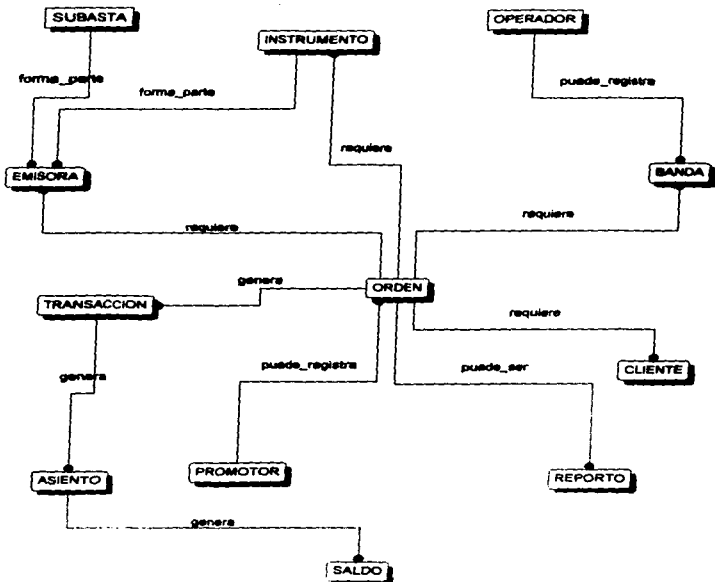 SUBASTA
OPERADOR
INSTRUMENTO
forma_parte
forma_parte
puede_registra
requiere
EMISORA
BANDA
requiere
requiere
genera
ORDEN
TRANSACCION
requiere
puede_registra
puede_ser
CLIENTE
genera
PROMOTOR
ASIENTO
REPORTO
genera
SALDO